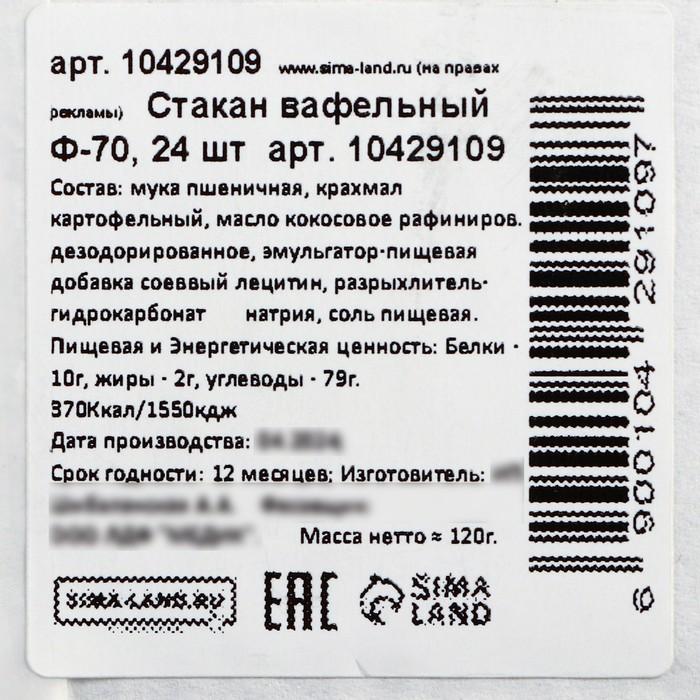 арт. 10429109 www.sima-land.ru (на правах
рекламы) Стакан вафельный
Ф-70, 24 шт арт. 10429109
Состав: мука пшеничная, крахмал
картофельный, масло кокосовое рафиниров.
дезодорированное, эмульгатор-пищевая
добавка соеввый лецитин, разрыхлитель-
гидрокарбонат натрия, соль пищевая.
Пищевая и Энергетическая ценность: Белки -
10г, жиры - 2г, углеводы - 79г.
370Ккал/1550кдж
Дата производства:
Срок годности: 12 месяцев; Изготовитель:
Масса нетто ≈ 120г.
SIMA-LAND.RU
EAC
SIMA
LAND
6 900104 291097